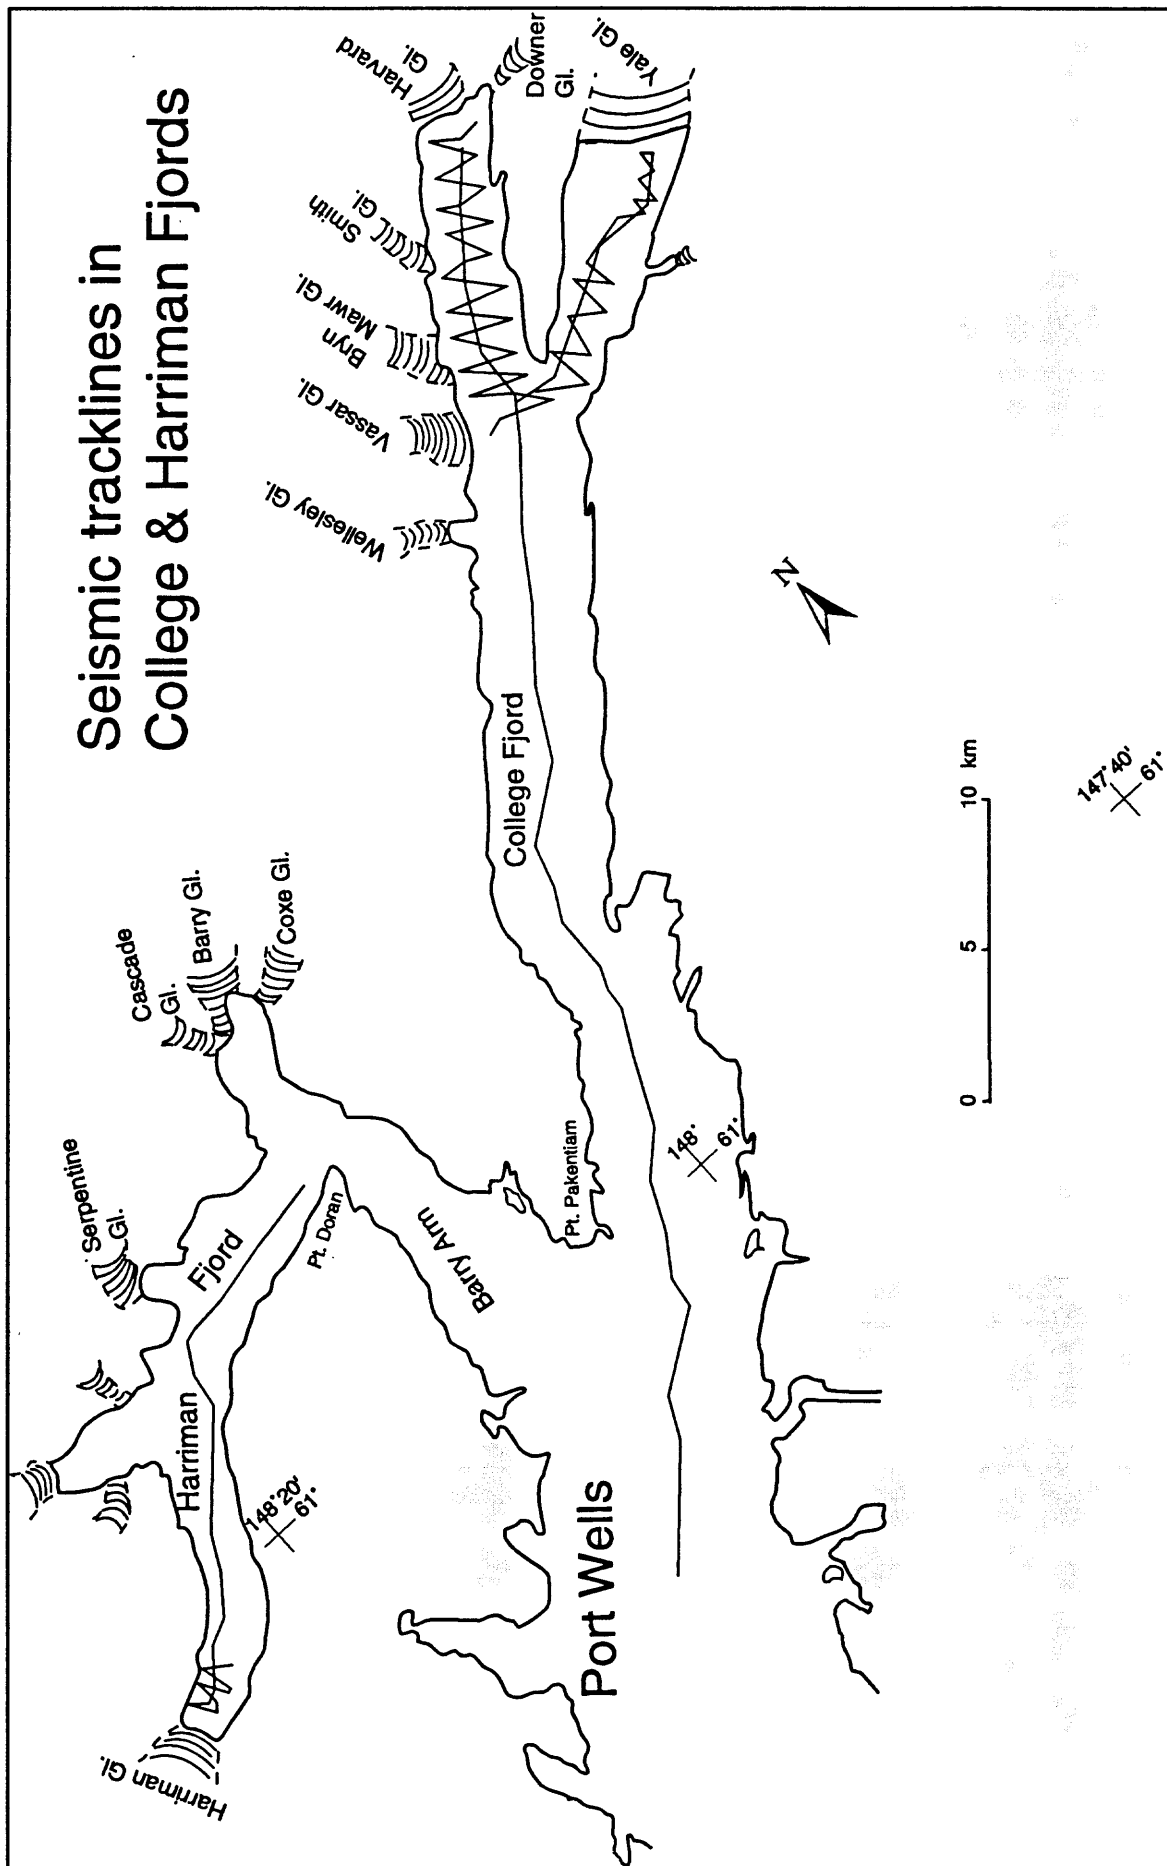 Seismic tracklines in
College & Harriman Fjords
Harvard
Gl.
Downer
Gl.
Yale Gl.
Smith
Gl.
Bryn
Mawr Gl.
Vassar Gl.
Wellesley Gl.
College Fjord
N
Cascade
Gl.
Barry Gl.
Coxe Gl.
Serpentine
Gl.
Harriman
Fjord
Pt. Doran
Barry Arm
Pt. Pakentiam
148°
61°
148°20'
61°
147°40'
61°
0
5
10 km
Port Wells
Harriman Gl.